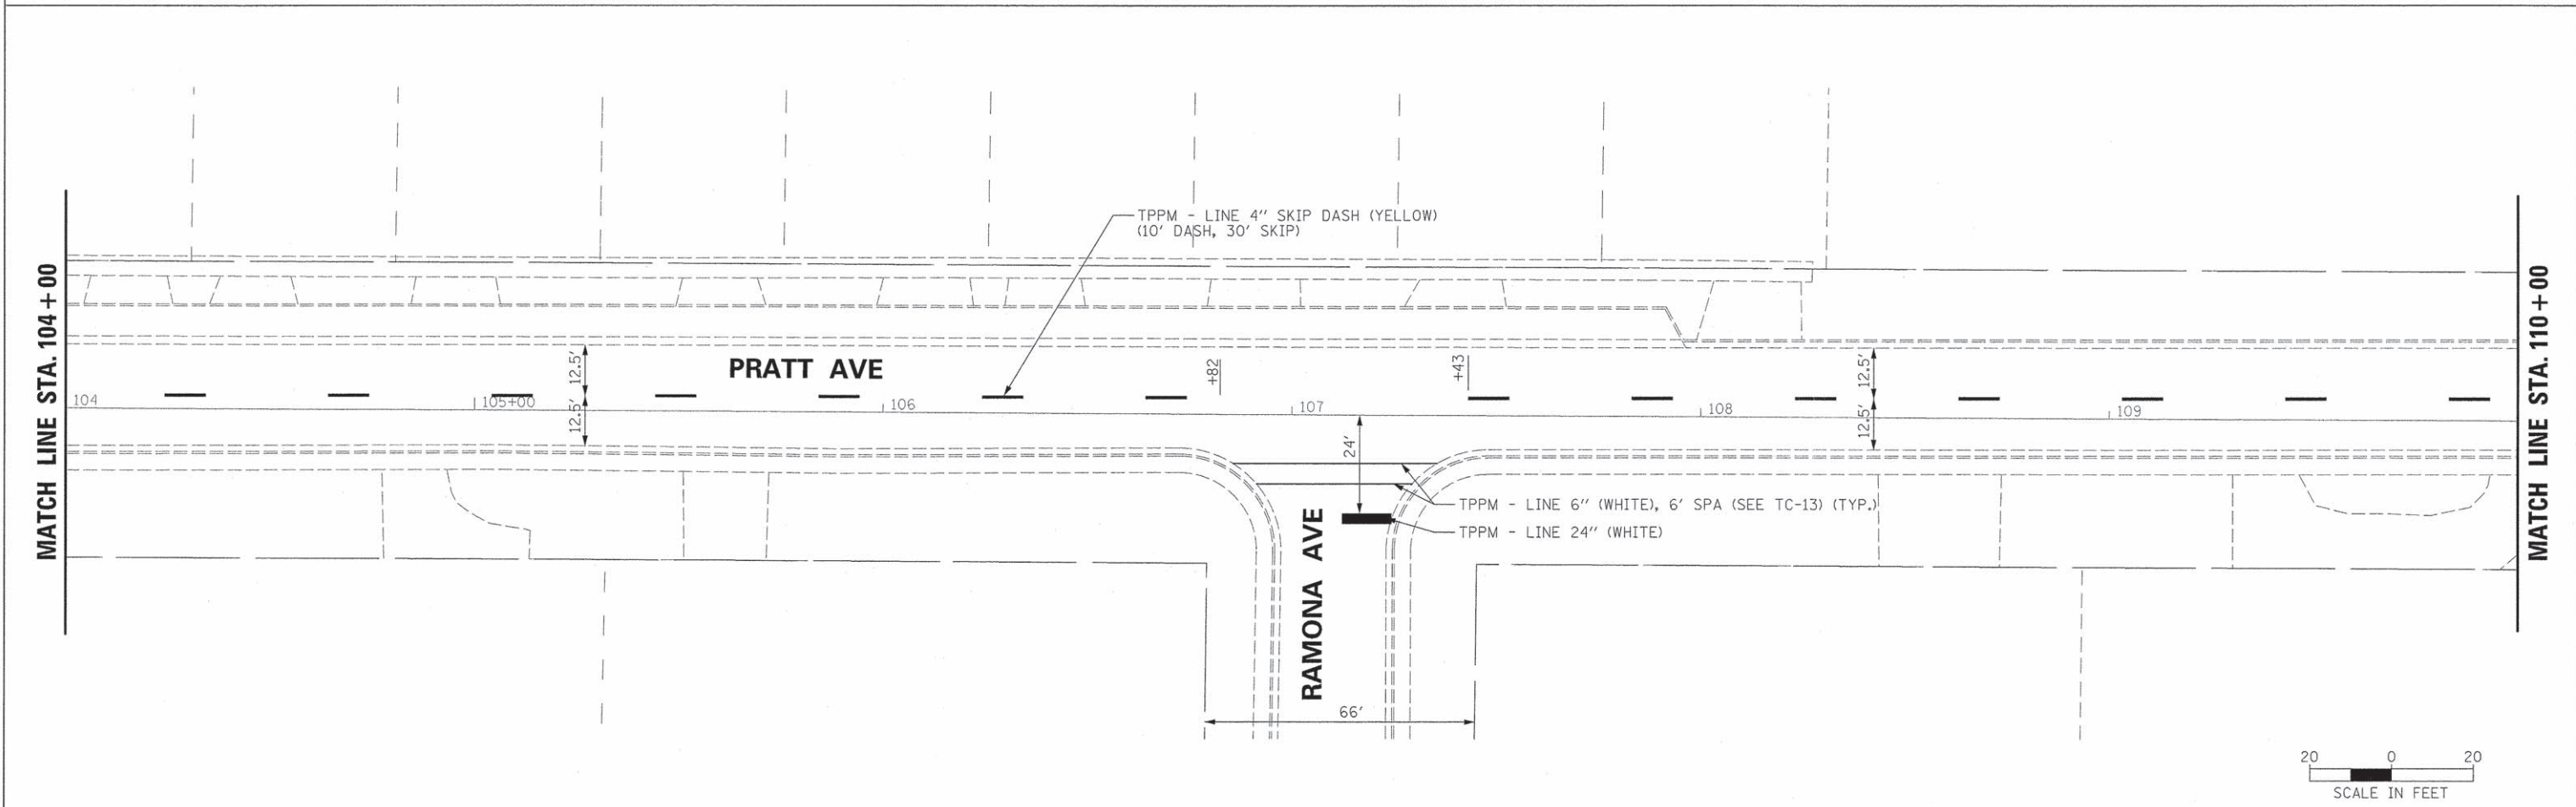 TPPM - LINE 4" SKIP DASH (YELLOW)
(10' DASH, 30' SKIP)
MATCH LINE STA. 104+00
MATCH LINE STA. 110+00
PRATT AVE
12.5'
12.5'
+82
+43
12.5'
12.5'
104
105+00
106
107
108
109
24'
TPPM - LINE 6" (WHITE), 6' SPA (SEE TC-13) (TYP.)
TPPM - LINE 24" (WHITE)
RAMONA AVE
66'
20 0 20
SCALE IN FEET